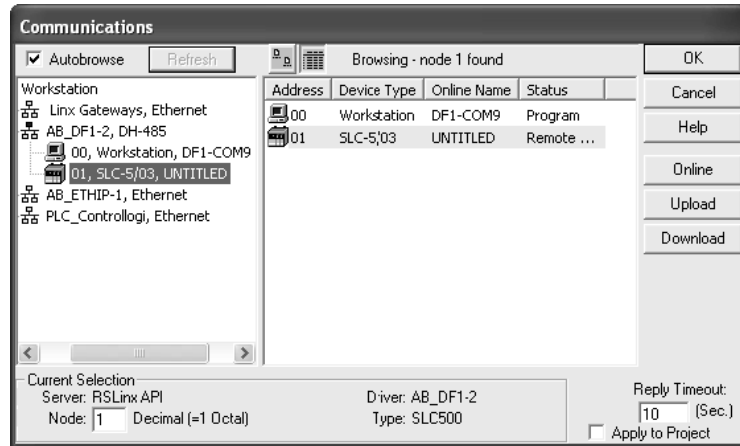 Communications
Autobrowse
Refresh
Browsing - node 1 found
OK
Cancel
Help
Online
Upload
Download
Workstation
Linx Gateways, Ethernet
AB_DF1-2, DH-485
00, Workstation, DF1-COM9
01, SLC-5/03, UNTITLED
AB_ETHIP-1, Ethernet
PLC_Controllogi, Ethernet
Address Device Type Online Name Status
00 Workstation DF1-COM9 Program
01 SLC-5/03 UNTITLED Remote ...
Current Selection
Server: RSLinx API Driver: AB_DF1-2
Node: 1 Decimal (=1 Octal) Type: SLC500
Reply Timeout:
10 (Sec.)
Apply to Project